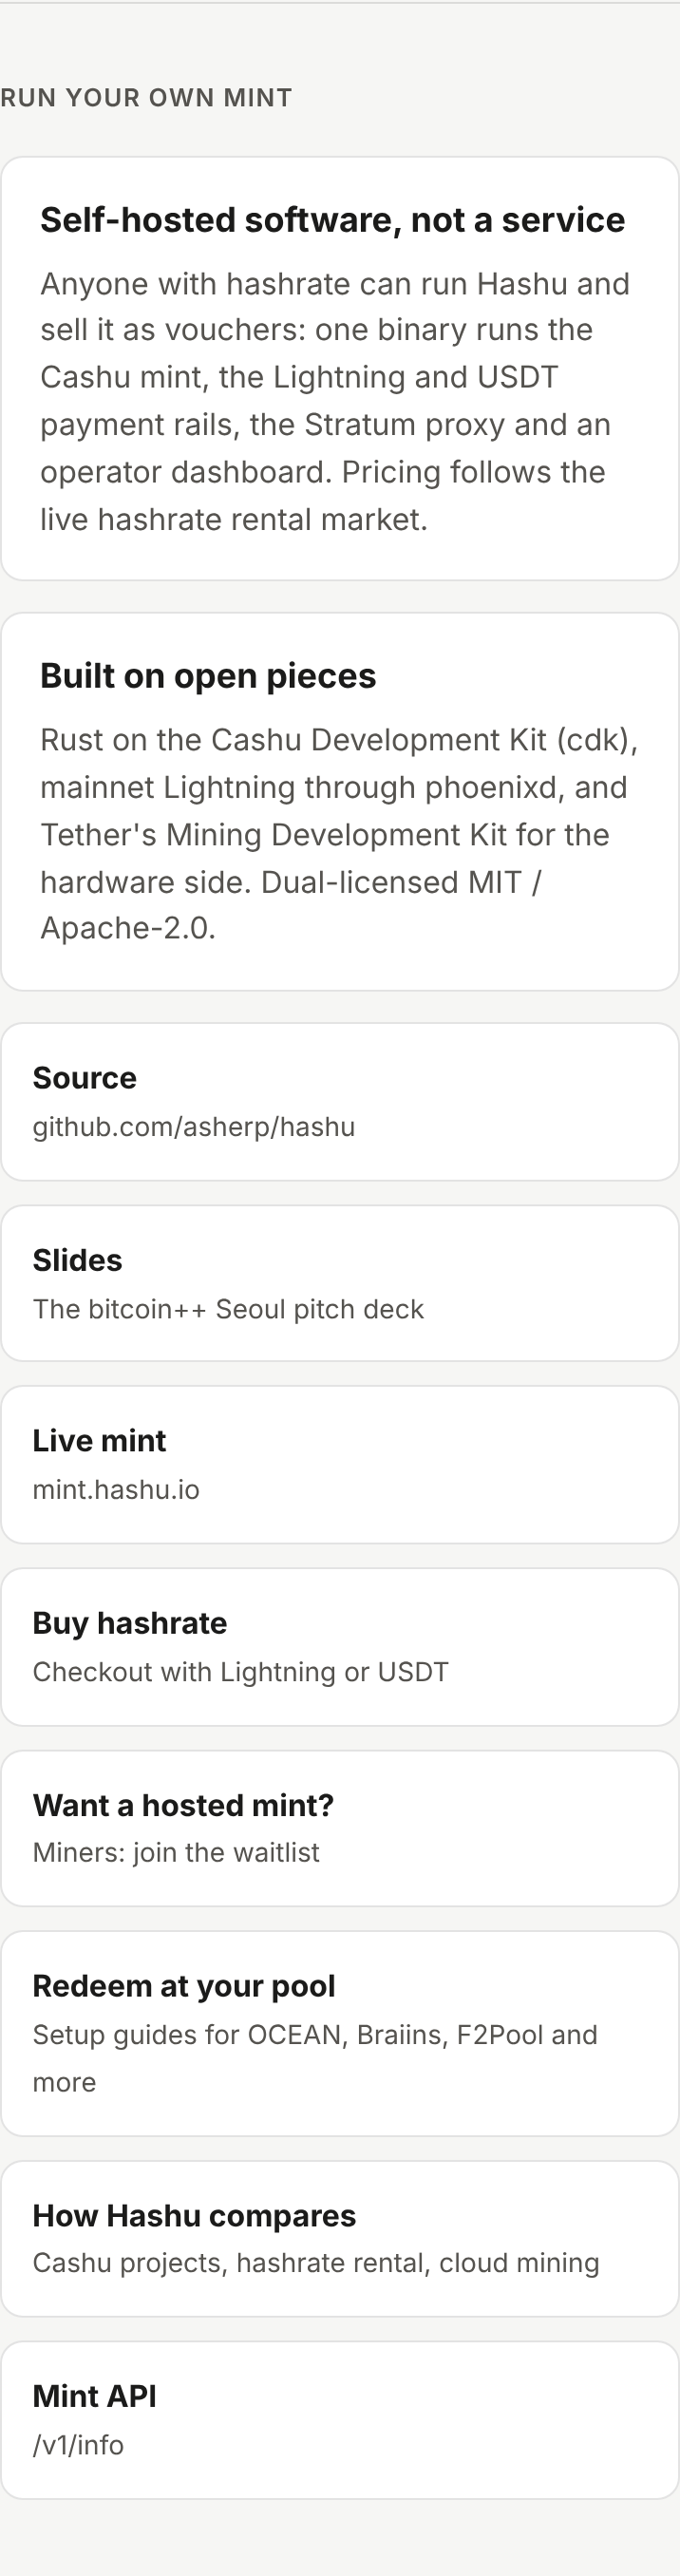 RUN YOUR OWN MINT
Self-hosted software, not a service
Anyone with hashrate can run Hashu and
sell it as vouchers: one binary runs the
Cashu mint, the Lightning and USDT
payment rails, the Stratum proxy and an
operator dashboard. Pricing follows the
live hashrate rental market.
Built on open pieces
Rust on the Cashu Development Kit (cdk),
mainnet Lightning through phoenixd, and
Tether's Mining Development Kit for the
hardware side. Dual-licensed MIT /
Apache-2.0.
Source
github.com/asherp/hashu
Slides
The bitcoin++ Seoul pitch deck
Live mint
mint.hashu.io
Buy hashrate
Checkout with Lightning or USDT
Want a hosted mint?
Miners: join the waitlist
Redeem at your pool
Setup guides for OCEAN, Braiins, F2Pool and
more
How Hashu compares
Cashu projects, hashrate rental, cloud mining
Mint API
/v1/info